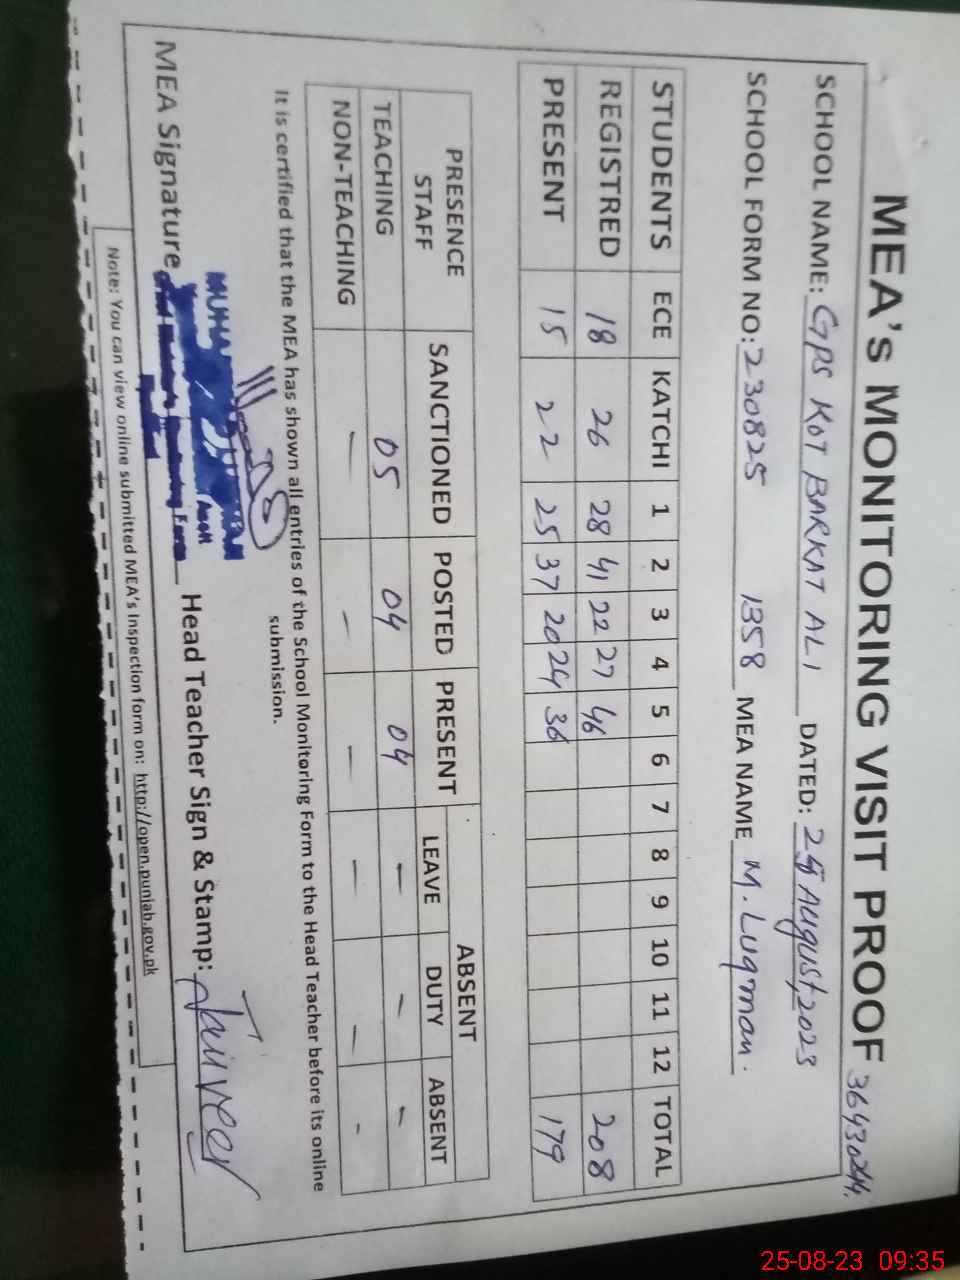 MEA's MONITORING VISIT PROOF
SCHOOL NAME: GPS KOT BARKAT ALI DATED: 25 August, 2023
SCHOOL FORM NO: 230825 1358 MEA NAME M. Luqman.
STUDENTS ECE KATCHI 1 2 3 4 5 6 7 8 9 10 11 12 TOTAL
REGISTRED 18 26 28 41 22 27 46 208
PRESENT 15 22 25 37 20 24 36 179
PRESENCE STAFF SANCTIONED POSTED PRESENT ABSENT
LEAVE DUTY ABSENT
TEACHING 05 04 04 – – –
NON-TEACHING – – – – – –
It is certified that the MEA has shown all entries of the School Monitoring Form to the Head Teacher before its online
submission.
MEA Signature Head Teacher Sign & Stamp: Tanveer
Note: You can view online submitted MEA's Inspection form on: http://open.punjab.gov.pk
25-08-23 09:35